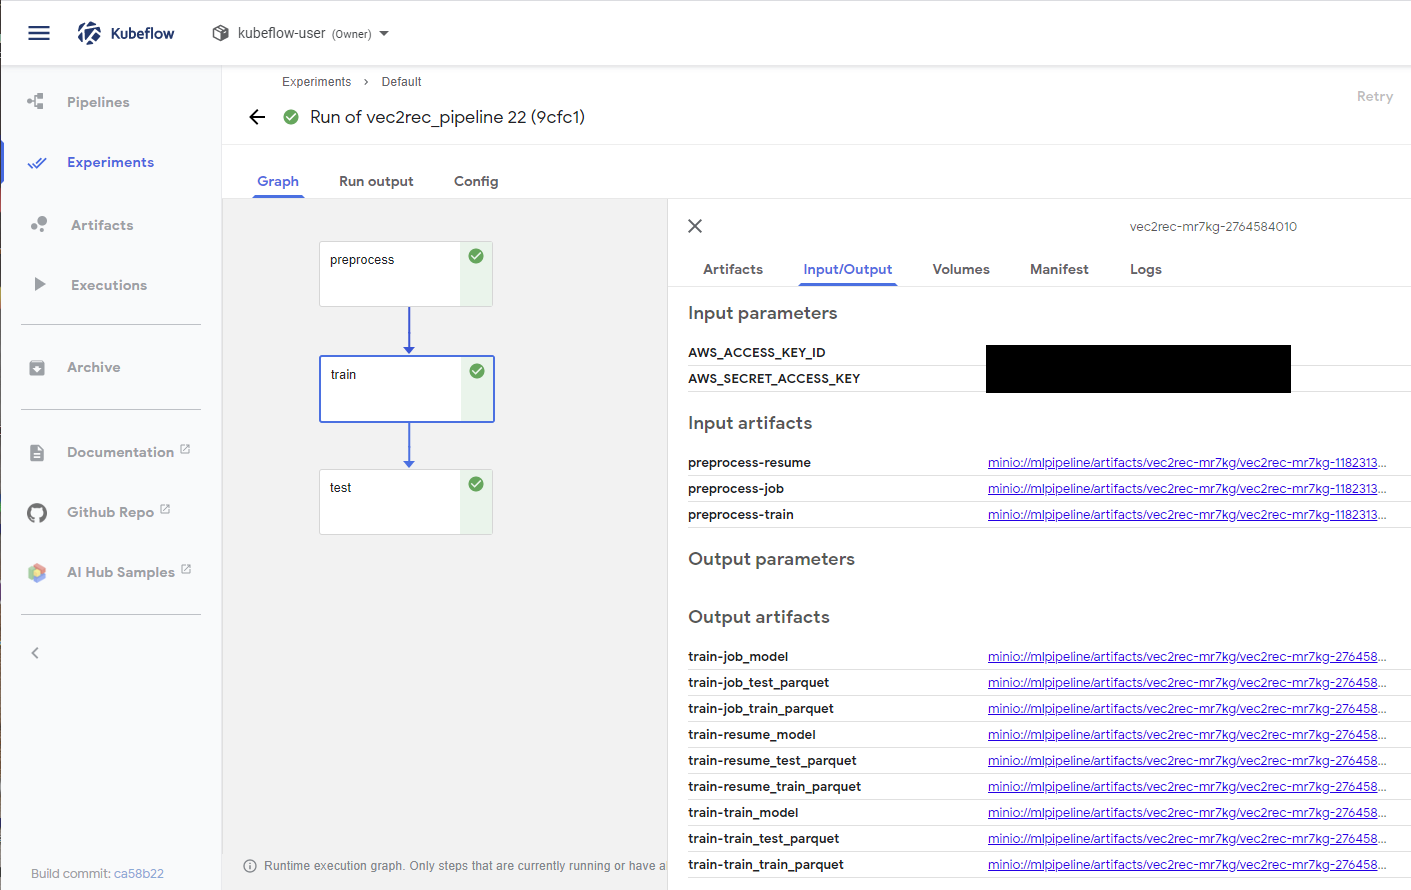 Kubeflow
kubeflow-user (Owner)
Pipelines
Experiments
Artifacts
Executions
Archive
Documentation
Github Repo
AI Hub Samples
Build commit: ca58b22
Experiments > Default
Run of vec2rec_pipeline 22 (9cfc1)
Retry
Graph Run output Config
preprocess
train
test
Runtime execution graph. Only steps that are currently running or have a
vec2rec-mr7kg-2764584010
Artifacts Input/Output Volumes Manifest Logs
Input parameters
AWS_ACCESS_KEY_ID
AWS_SECRET_ACCESS_KEY
Input artifacts
preprocess-resume minio://mlpipeline/artifacts/vec2rec-mr7kg/vec2rec-mr7kg-1182313...
preprocess-job minio://mlpipeline/artifacts/vec2rec-mr7kg/vec2rec-mr7kg-1182313...
preprocess-train minio://mlpipeline/artifacts/vec2rec-mr7kg/vec2rec-mr7kg-1182313...
Output parameters
Output artifacts
train-job_model minio://mlpipeline/artifacts/vec2rec-mr7kg/vec2rec-mr7kg-276458...
train-job_test_parquet minio://mlpipeline/artifacts/vec2rec-mr7kg/vec2rec-mr7kg-276458...
train-job_train_parquet minio://mlpipeline/artifacts/vec2rec-mr7kg/vec2rec-mr7kg-276458...
train-resume_model minio://mlpipeline/artifacts/vec2rec-mr7kg/vec2rec-mr7kg-276458...
train-resume_test_parquet minio://mlpipeline/artifacts/vec2rec-mr7kg/vec2rec-mr7kg-276458...
train-resume_train_parquet minio://mlpipeline/artifacts/vec2rec-mr7kg/vec2rec-mr7kg-276458...
train-train_model minio://mlpipeline/artifacts/vec2rec-mr7kg/vec2rec-mr7kg-276458...
train-train_test_parquet minio://mlpipeline/artifacts/vec2rec-mr7kg/vec2rec-mr7kg-276458...
train-train_train_parquet minio://mlpipeline/artifacts/vec2rec-mr7kg/vec2rec-mr7kg-276458...